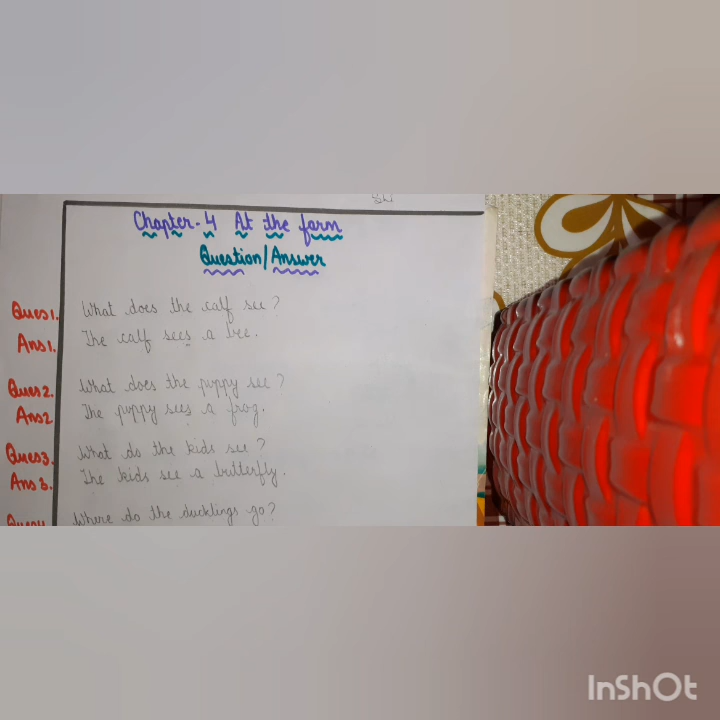 Chapter-4 At the farm
Question/Answer
Ques1. What does the calf see?
Ans1. The calf sees a bee.
Ques2. What does the puppy see?
Ans2 The puppy sees a frog.
Ques3. What do the kids see?
Ans3. The kids see a butterfly.
Ques4 Where do the ducklings go?
InShOt